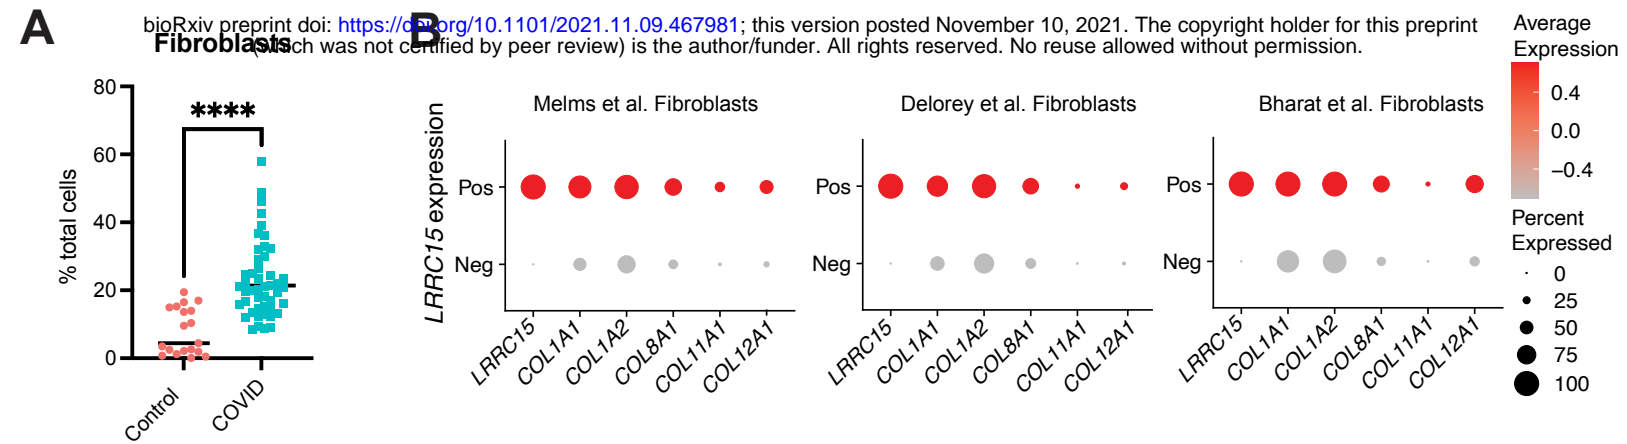 A
bioRxiv preprint doi: https://doi.org/10.1101/2021.11.09.467981; this version posted November 10, 2021. The copyright holder for this preprint
(which was not certified by peer review) is the author/funder. All rights reserved. No reuse allowed without permission.
Fibroblasts
% total cells
80
60
40
20
0
****
Control
COVID
B
LRRC15 expression
Melms et al. Fibroblasts
Pos
Neg
LRRC15
COL1A1
COL1A2
COL8A1
COL11A1
COL12A1
Delorey et al. Fibroblasts
Pos
Neg
LRRC15
COL1A1
COL1A2
COL8A1
COL11A1
COL12A1
Bharat et al. Fibroblasts
Pos
Neg
LRRC15
COL1A1
COL1A2
COL8A1
COL11A1
COL12A1
Average
Expression
0.4
0.0
−0.4
Percent
Expressed
0
25
50
75
100